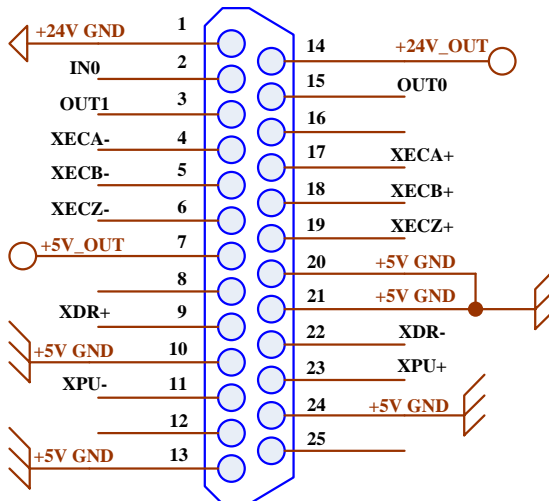 +24V GND 1
14 +24V_OUT
IN0 2
15 OUT0
OUT1 3
16
XECA- 4
17 XECA+
XECB- 5
18 XECB+
XECZ- 6
19 XECZ+
+5V_OUT 7
20 +5V GND
8
21 +5V GND
XDR+ 9
22 XDR-
+5V GND 10
23 XPU+
XPU- 11
24 +5V GND
12
25
+5V GND 13